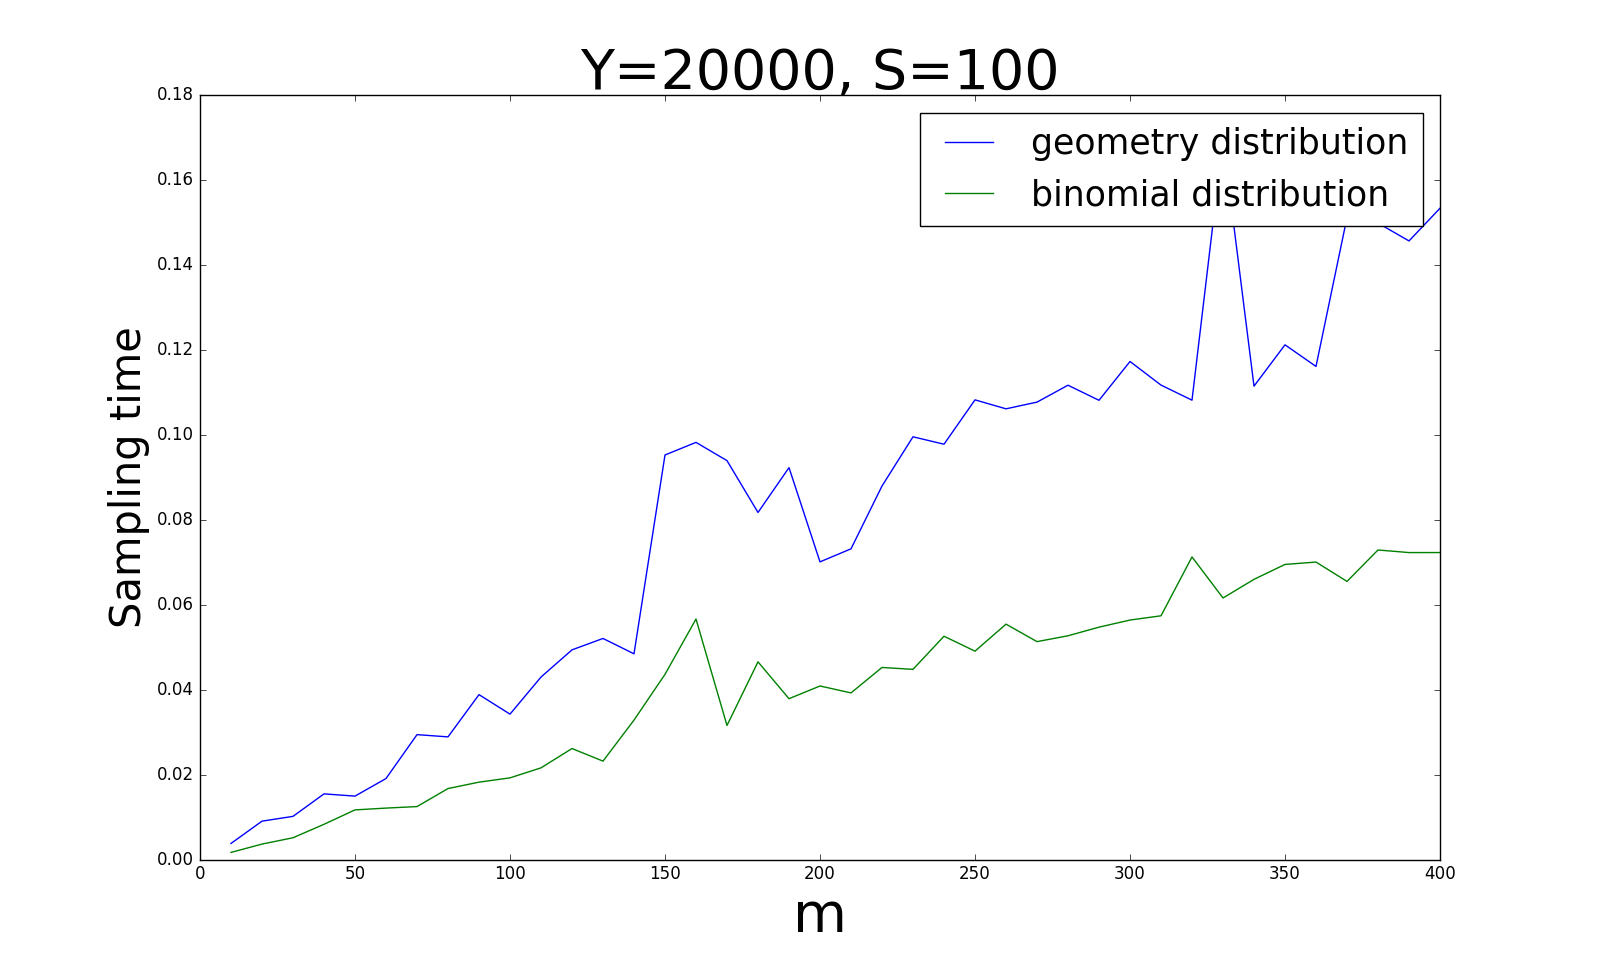 Y=20000, S=100
geometry distribution
binomial distribution
Sampling time
0.18
0.16
0.14
0.12
0.10
0.08
0.06
0.04
0.02
0.00
0 50 100 150 200 250 300 350 400
m